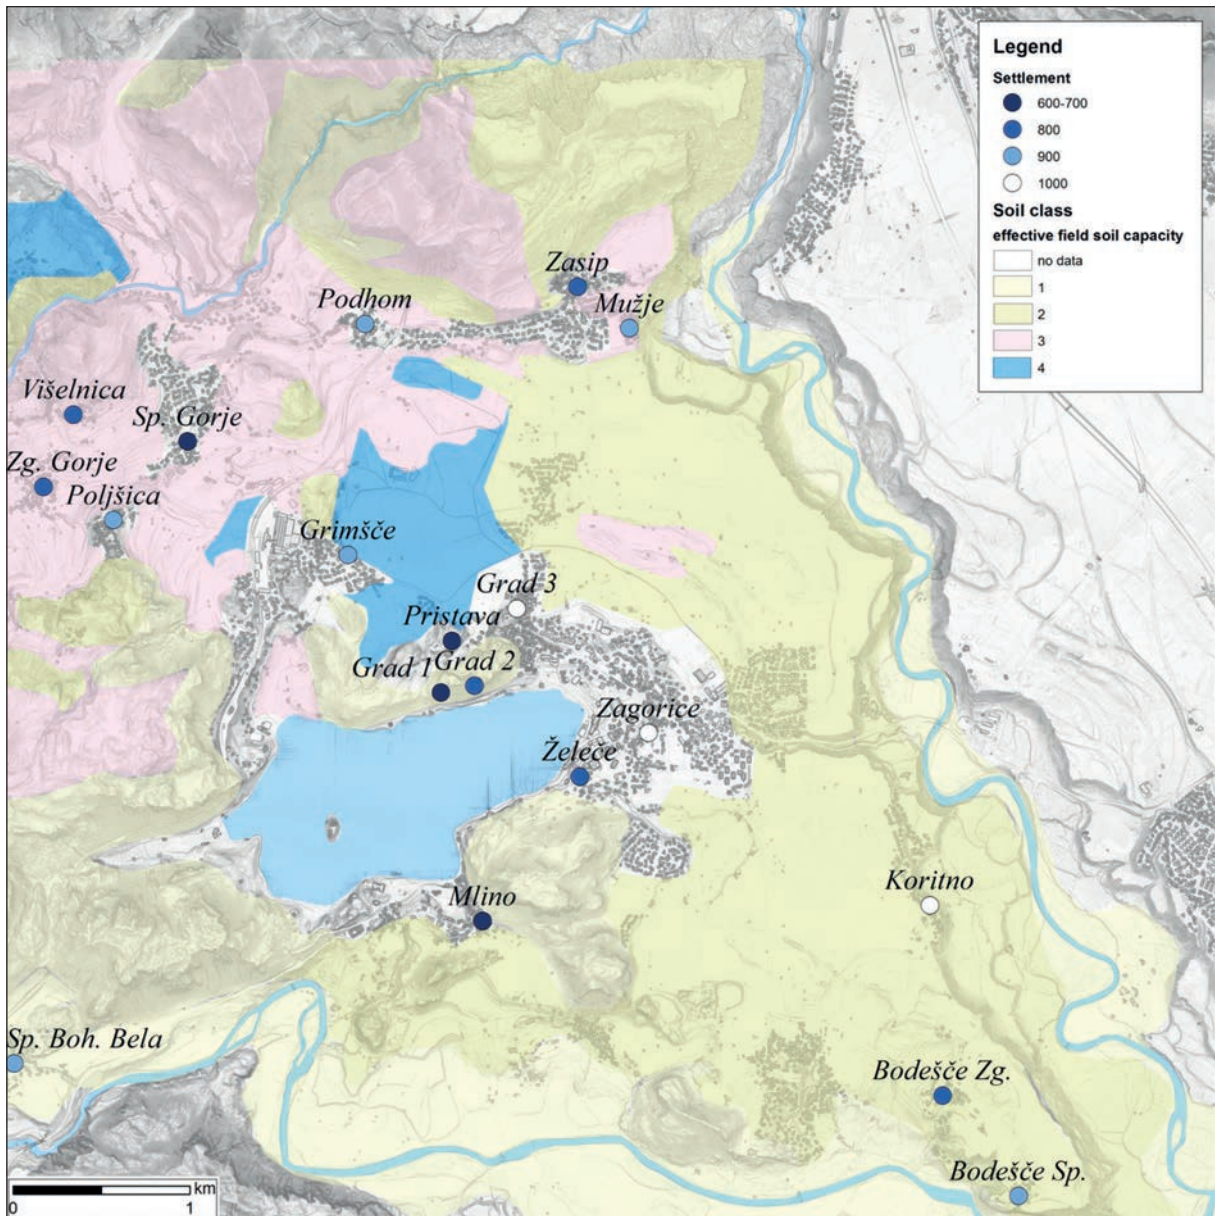 Legend
Settlement
600-700
800
900
1000
Soil class
effective field soil capacity
no data
1
2
3
4
Zasip
Podhom
Mužje
Višelnica
Sp. Gorje
Zg. Gorje
Poljšica
Grimšče
Grad 3
Pristava
Grad 1
Grad 2
Zagorice
Želeče
Koritno
Mlino
Sp. Boh. Bela
Bodešče Zg.
Bodešče Sp.
km
0
1